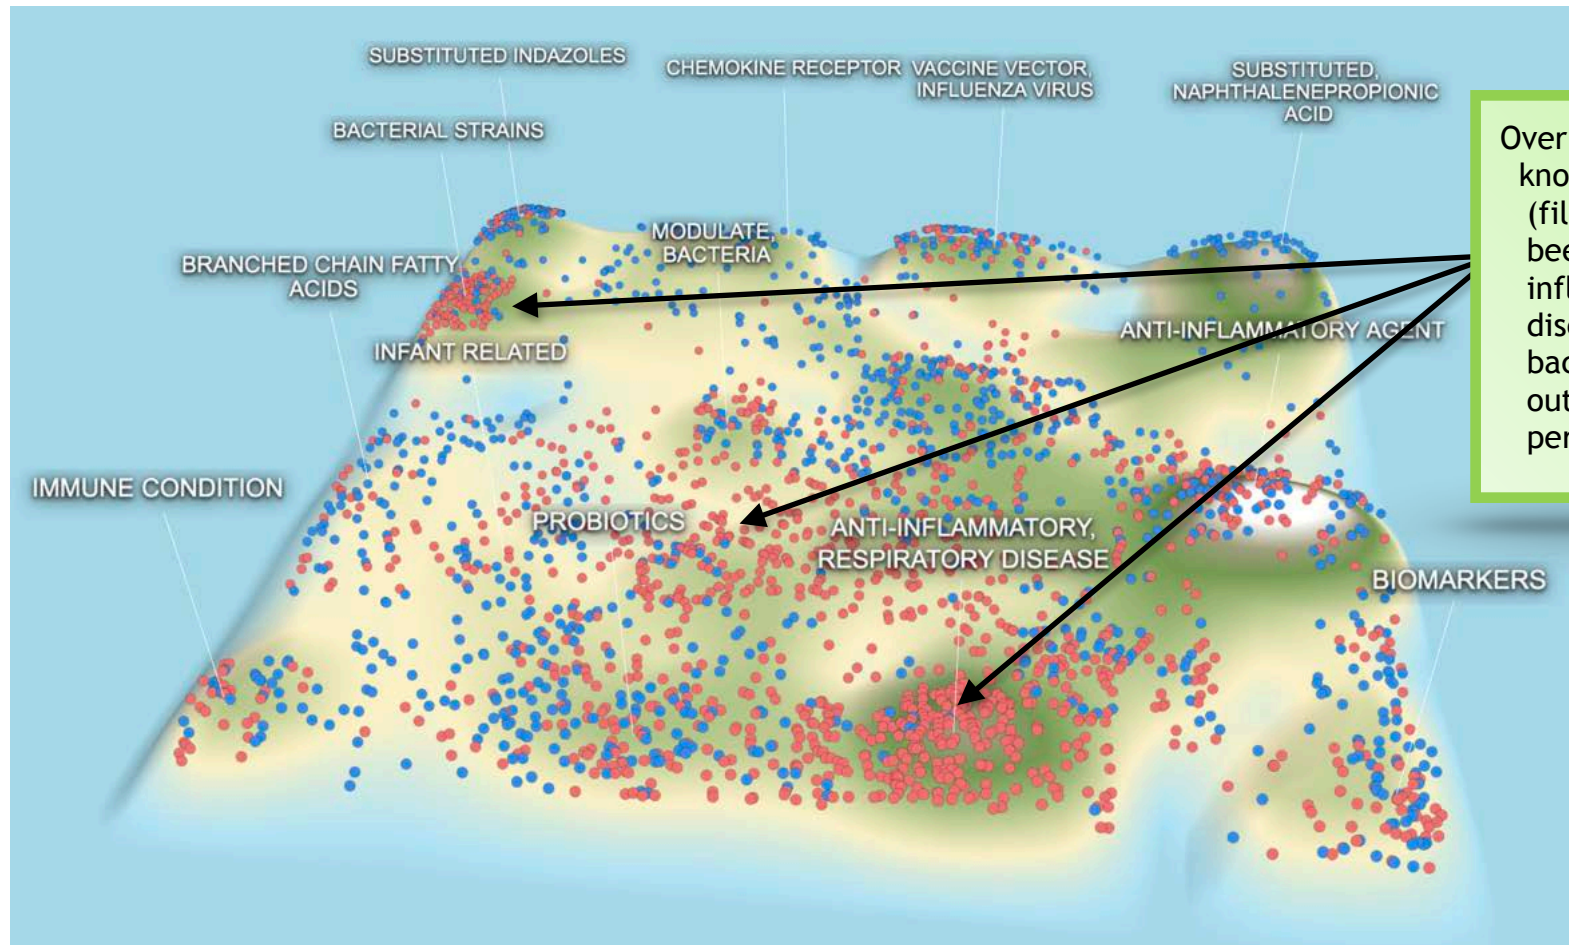 SUBSTITUTED INDAZOLES
CHEMOKINE RECEPTOR
VACCINE VECTOR,
INFLUENZA VIRUS
SUBSTITUTED,
NAPHTHALENEPROPIONIC
ACID
BACTERIAL STRAINS
MODULATE,
BACTERIA
BRANCHED CHAIN FATTY
ACIDS
INFANT RELATED
ANTI-INFLAMMATORY AGENT
IMMUNE CONDITION
PROBIOTICS
ANTI-INFLAMMATORY,
RESPIRATORY DISEASE
BIOMARKERS
Over
kno
(fil
bee
infl
dise
bac
out
per